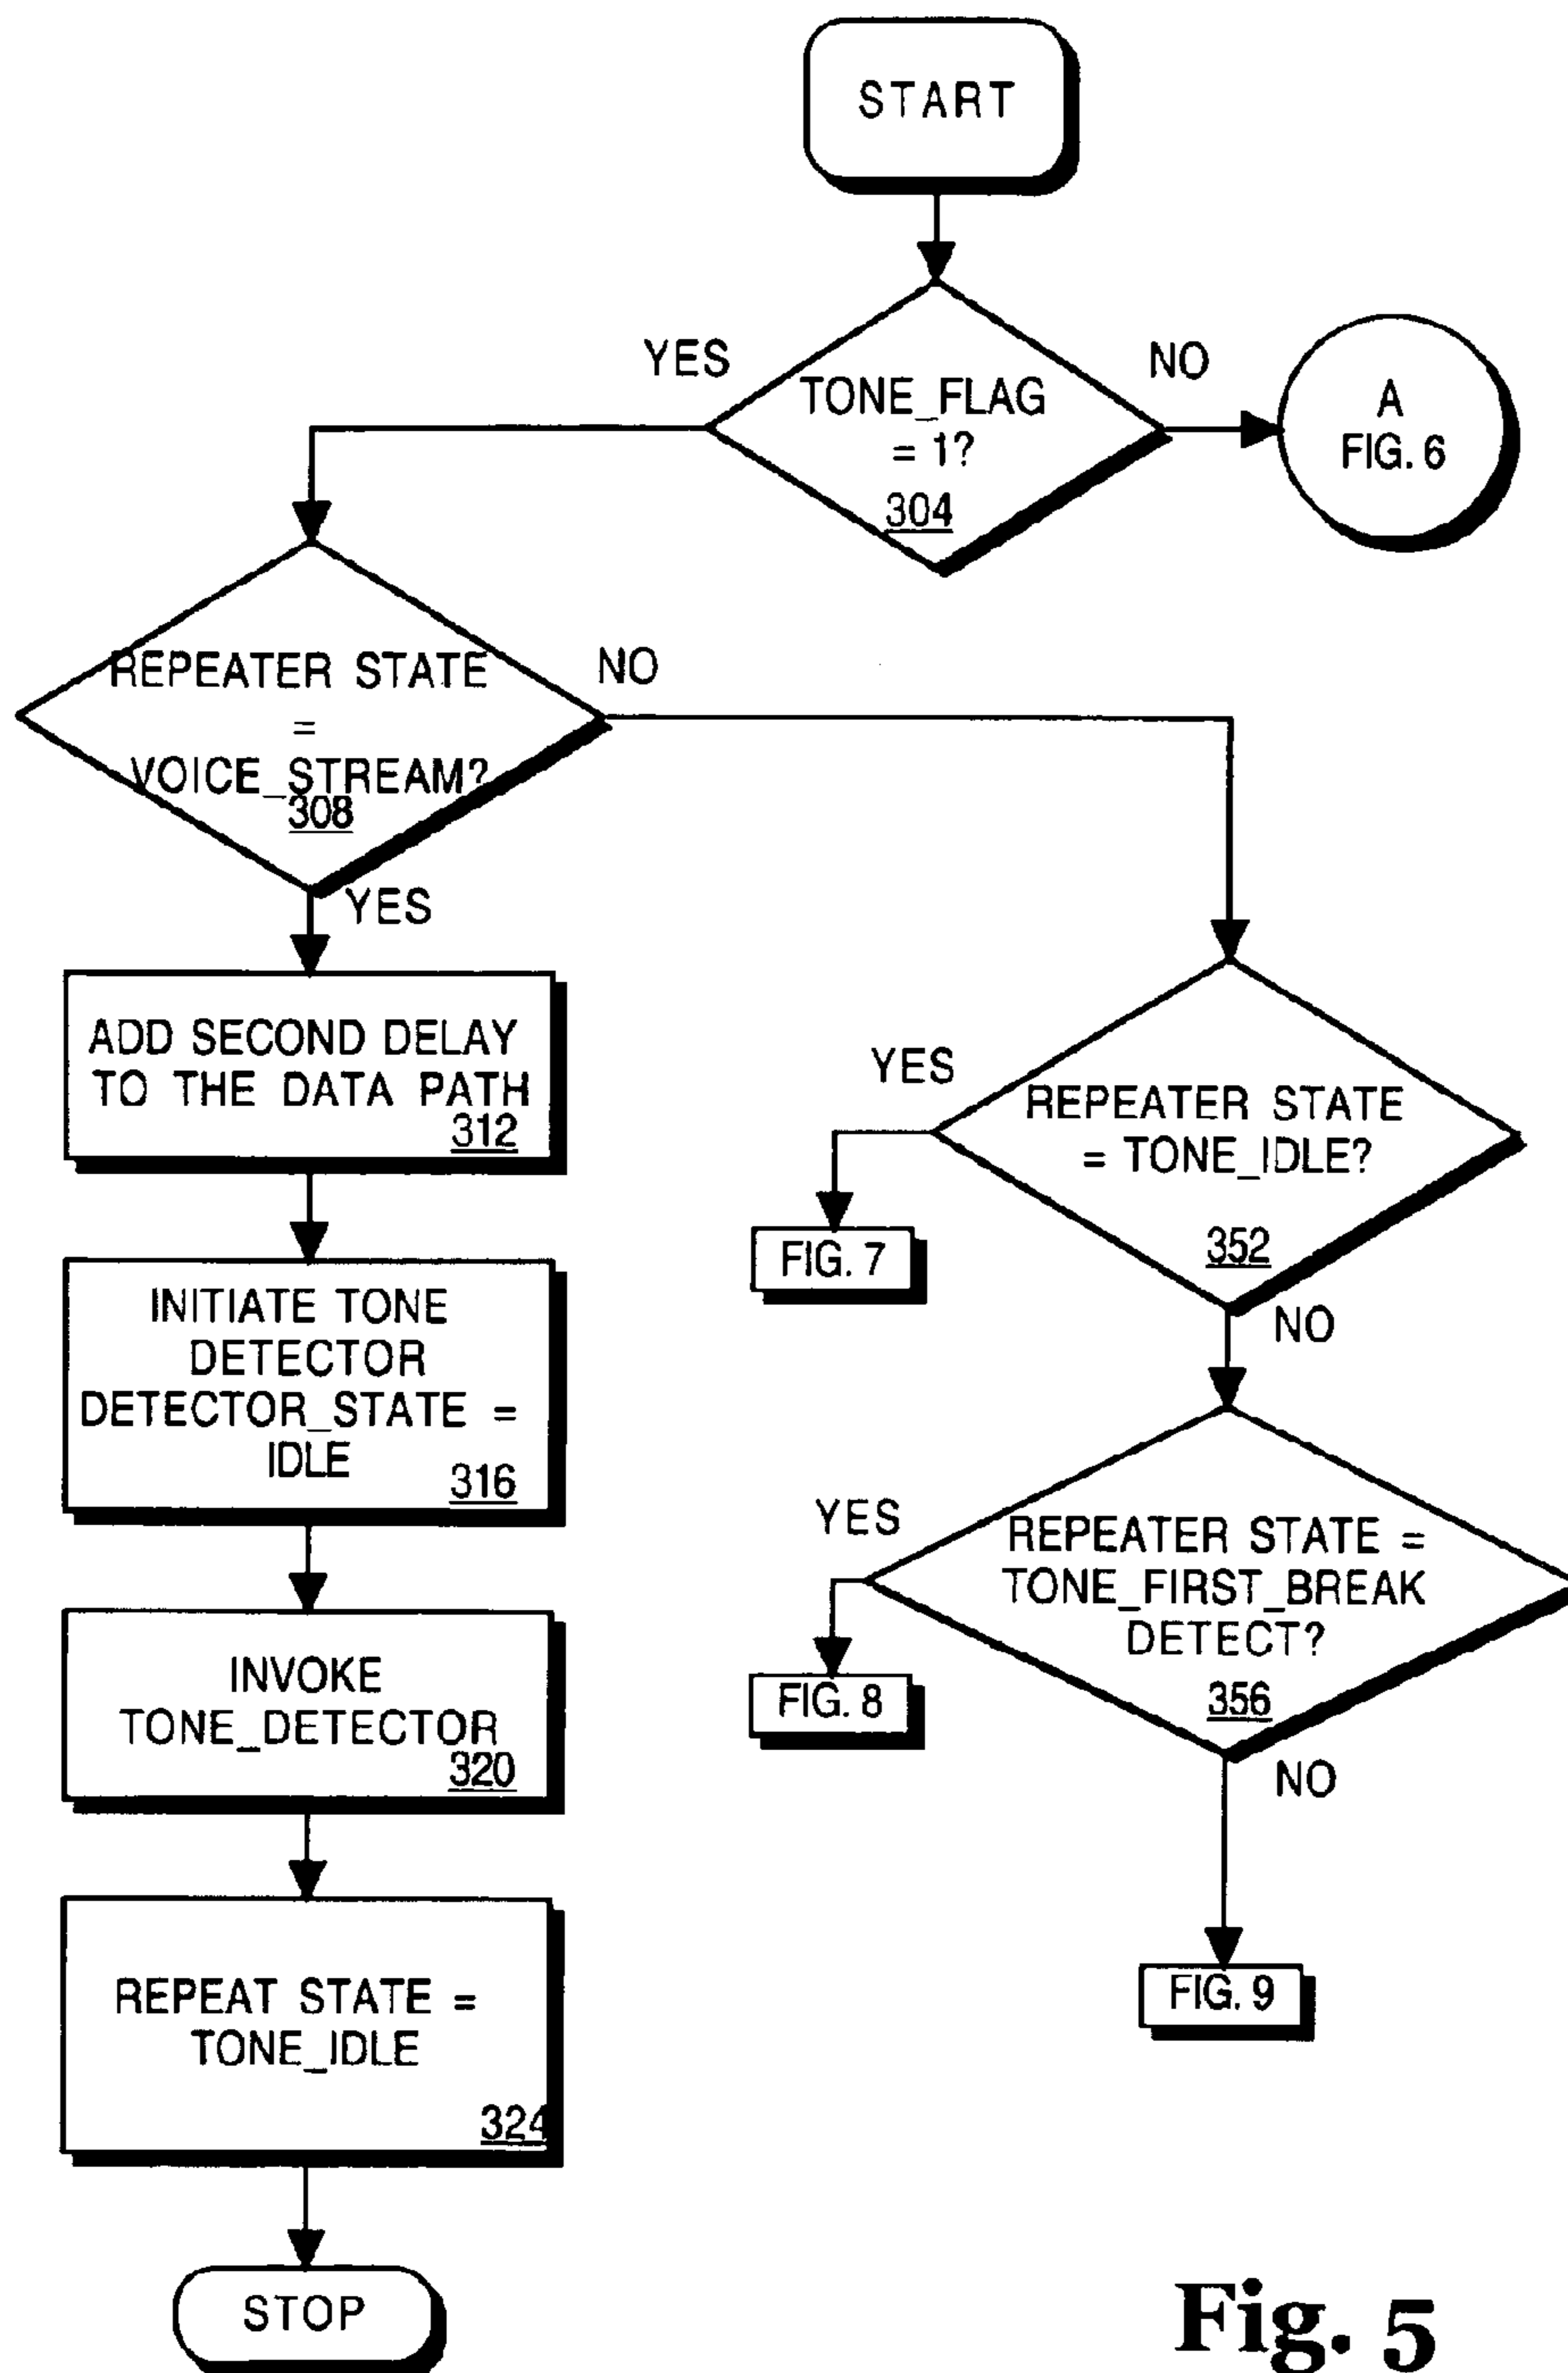 START
YES
NO
TONE_FLAG
= 1?
304
A
FIG. 6
REPEATER STATE
=
VOICE_STREAM?
308
NO
YES
ADD SECOND DELAY
TO THE DATA PATH
312
INITIATE TONE
DETECTOR
DETECTOR_STATE =
IDLE
316
INVOKE
TONE_DETECTOR
320
REPEAT STATE =
TONE_IDLE
324
STOP
YES
REPEATER STATE
= TONE_IDLE?
352
FIG. 7
NO
YES
REPEATER STATE =
TONE_FIRST_BREAK
DETECT?
356
FIG. 8
NO
FIG. 9
Fig. 5